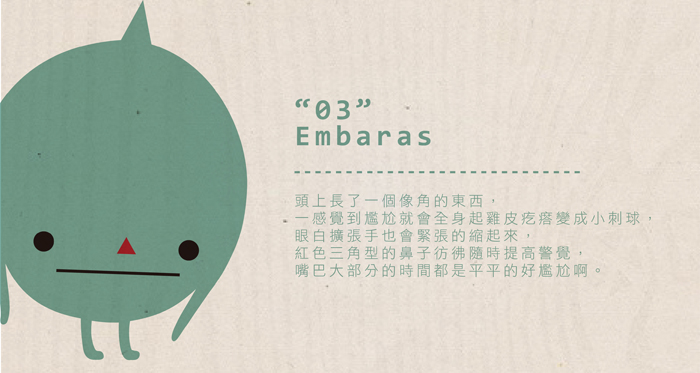 “03”
Embaras
頭上長了一個像角的東西，
一感覺到尷尬就會全身起雞皮疙瘩變成小刺球，
眼白擴張手也會緊張的縮起來，
紅色三角型的鼻子彷彿隨時提高警覺，
嘴巴大部分的時間都是平平的好尷尬啊。